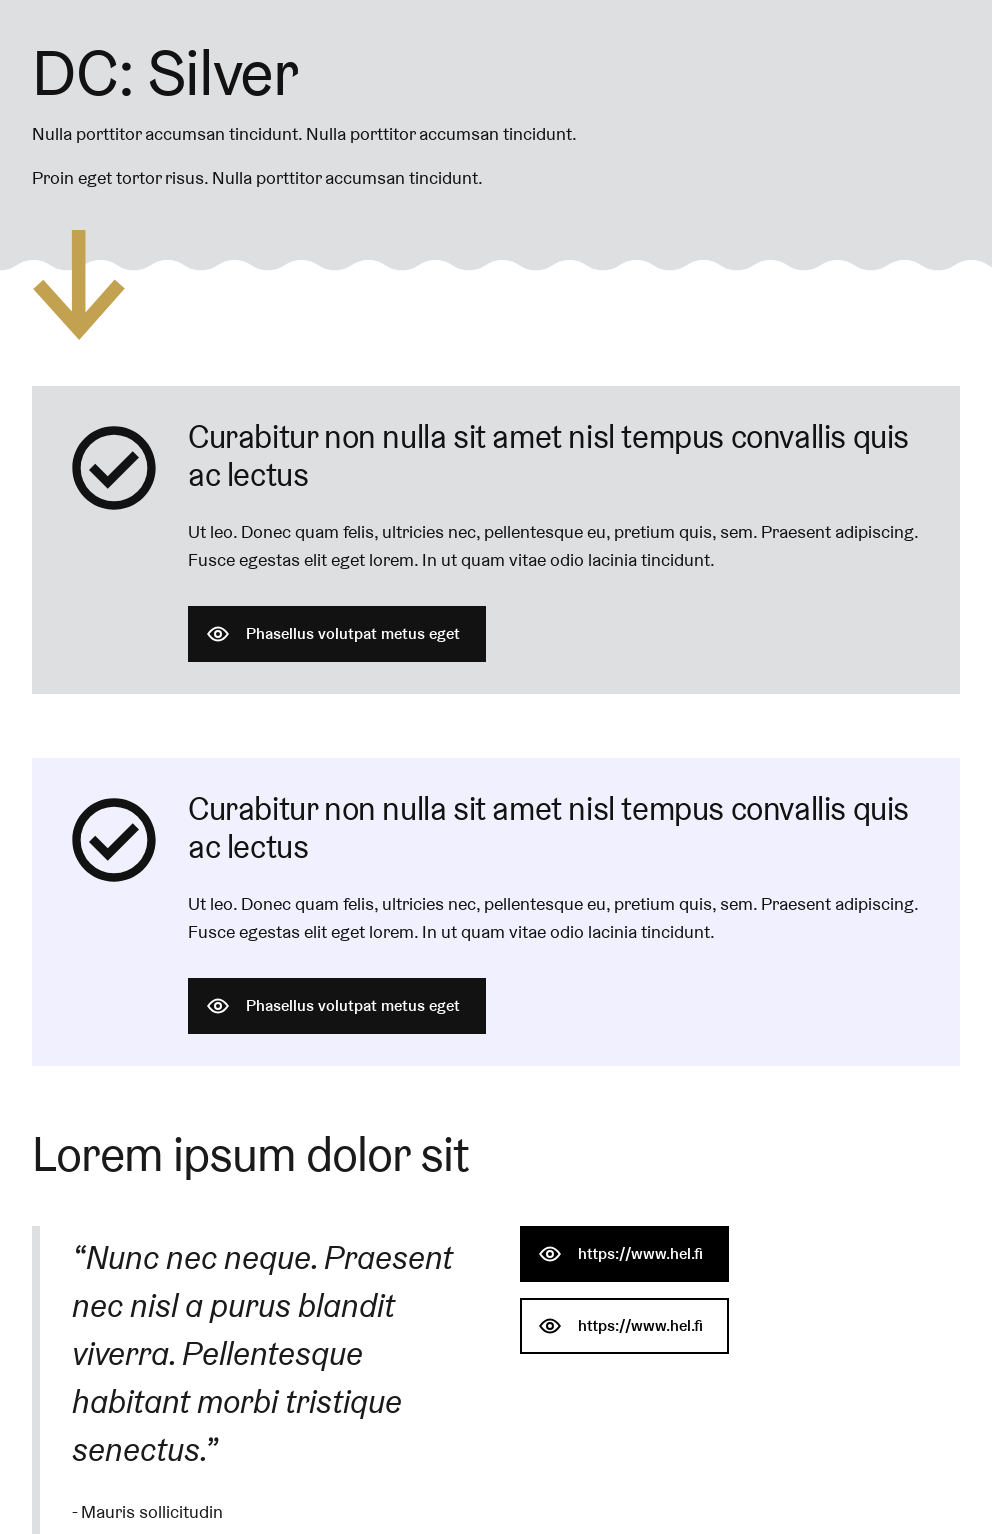 DC: Silver
Nulla porttitor accumsan tincidunt. Nulla porttitor accumsan tincidunt.
Proin eget tortor risus. Nulla porttitor accumsan tincidunt.
Curabitur non nulla sit amet nisl tempus convallis quis
ac lectus
Ut leo. Donec quam felis, ultricies nec, pellentesque eu, pretium quis, sem. Praesent adipiscing.
Fusce egestas elit eget lorem. In ut quam vitae odio lacinia tincidunt.
Phasellus volutpat metus eget
Curabitur non nulla sit amet nisl tempus convallis quis
ac lectus
Ut leo. Donec quam felis, ultricies nec, pellentesque eu, pretium quis, sem. Praesent adipiscing.
Fusce egestas elit eget lorem. In ut quam vitae odio lacinia tincidunt.
Phasellus volutpat metus eget
Lorem ipsum dolor sit
“Nunc nec neque. Praesent
nec nisl a purus blandit
viverra. Pellentesque
habitant morbi tristique
senectus.”
- Mauris sollicitudin
https://www.hel.fi
https://www.hel.fi